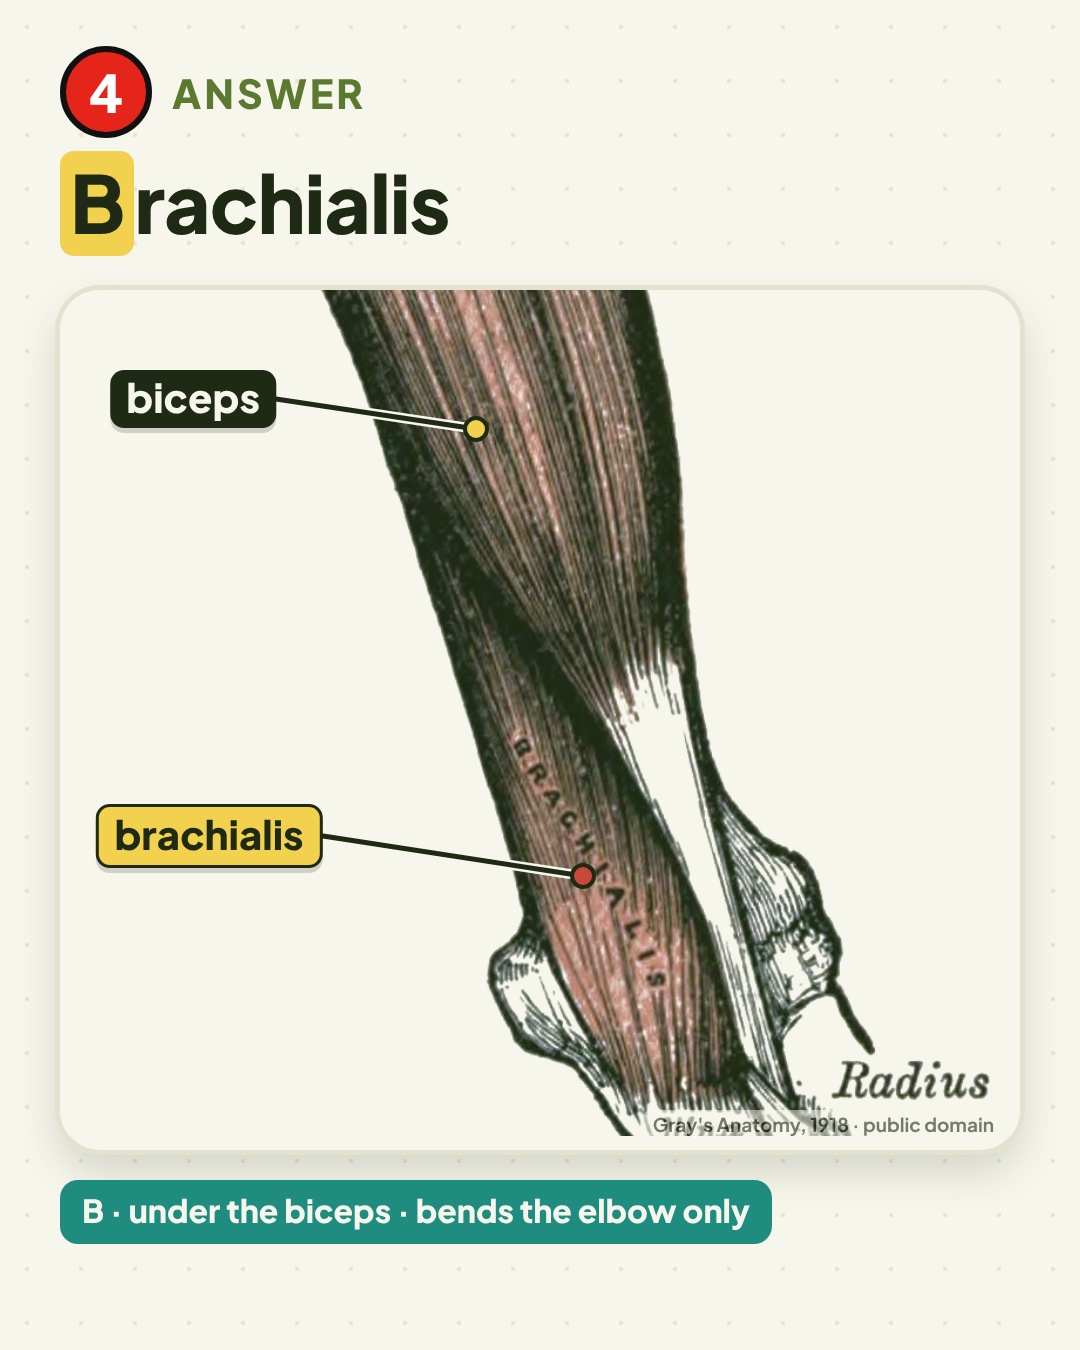 4 ANSWER
Brachialis
biceps
BRACHIALIS
brachialis
Radius
Gray's Anatomy, 1918 · public domain
B · under the biceps · bends the elbow only